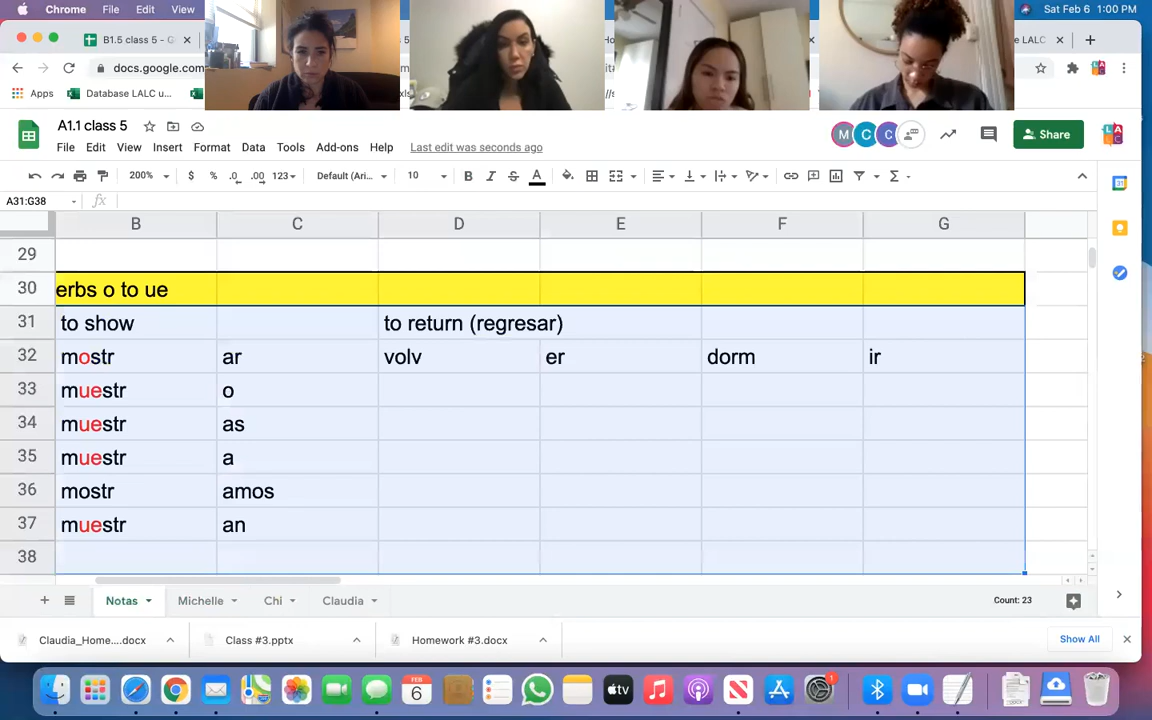 Chrome File Edit View Sat Feb 6 1:00 PM
B1.5 class 5 - G
docs.google.com
Apps Database LALC u...
A1.1 class 5
File Edit View Insert Format Data Tools Add-ons Help Last edit was seconds ago
M C C
Share
200% $ % .0 .00 123 Default (Ari... 10 B I S A
A31:G38 fx
B C D E F G
29
30 erbs o to ue
31 to show to return (regresar)
32 mostr ar volv er dorm ir
33 muestr o
34 muestr as
35 muestr a
36 mostr amos
37 muestr an
38
Notas Michelle Chi Claudia Count: 23
Claudia_Home....docx Class #3.pptx Homework #3.docx Show All
FEB
6
tv
1